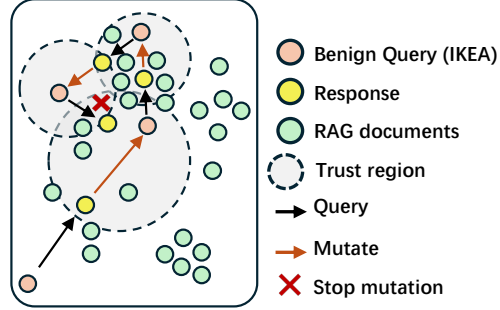 Benign Query (IKEA)
Response
RAG documents
Trust region
Query
Mutate
Stop mutation